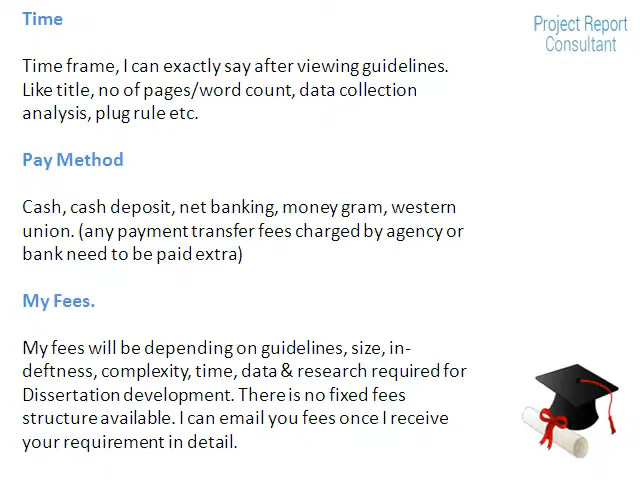 Time
Project Report
Consultant
Time frame, I can exactly say after viewing guidelines.
Like title, no of pages/word count, data collection
analysis, plug rule etc.
Pay Method
Cash, cash deposit, net banking, money gram, western
union. (any payment transfer fees charged by agency or
bank need to be paid extra)
My Fees.
My fees will be depending on guidelines, size, in-
deftness, complexity, time, data & research required for
Dissertation development. There is no fixed fees
structure available. I can email you fees once I receive
your requirement in detail.